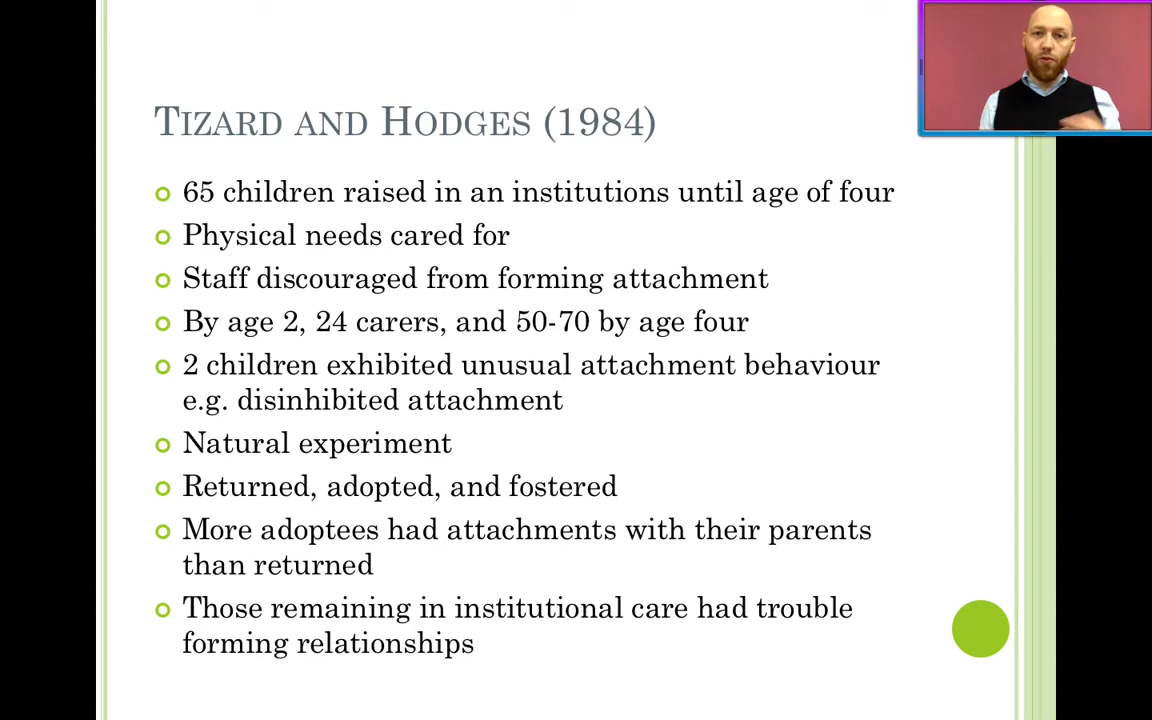 Tizard and Hodges (1984)
65 children raised in an institutions until age of four
Physical needs cared for
Staff discouraged from forming attachment
By age 2, 24 carers, and 50-70 by age four
2 children exhibited unusual attachment behaviour
e.g. disinhibited attachment
Natural experiment
Returned, adopted, and fostered
More adoptees had attachments with their parents
than returned
Those remaining in institutional care had trouble
forming relationships